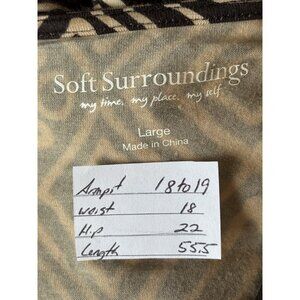 Soft Surroundings
my time, my place, my self
Large
Made in China
Armpit 18 to 19
Waist 18
Hip 22
Length 55.5